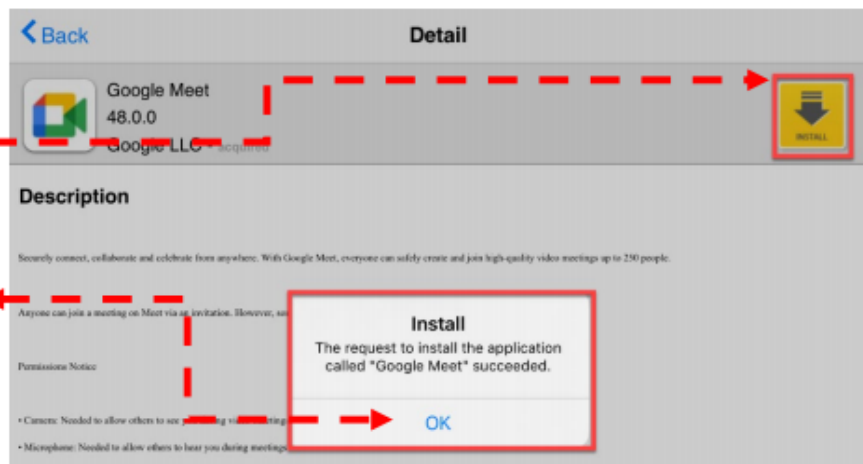 Back
Detail
Google Meet
48.0.0
Google LLC • acquired
INSTALL
Description
Securely connect, collaborate and celebrate from anywhere. With Google Meet, everyone can safely create and join high-quality video meetings up to 250 people.
Anyone can join a meeting on Meet via an invitation. However,
Install
The request to install the application
called "Google Meet" succeeded.
OK
Permissions Notice
• Camera: Needed to allow others to see
• Microphone: Needed to allow others to hear you during meetings